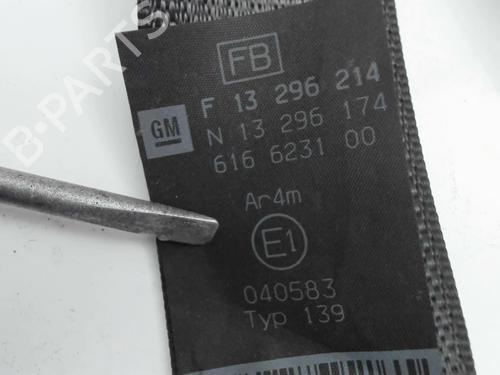 FB
F 13 296 214
GM
N 13 296 174
616 6231 00
Ar4m
E1
040583
Typ 139
B-PARTS